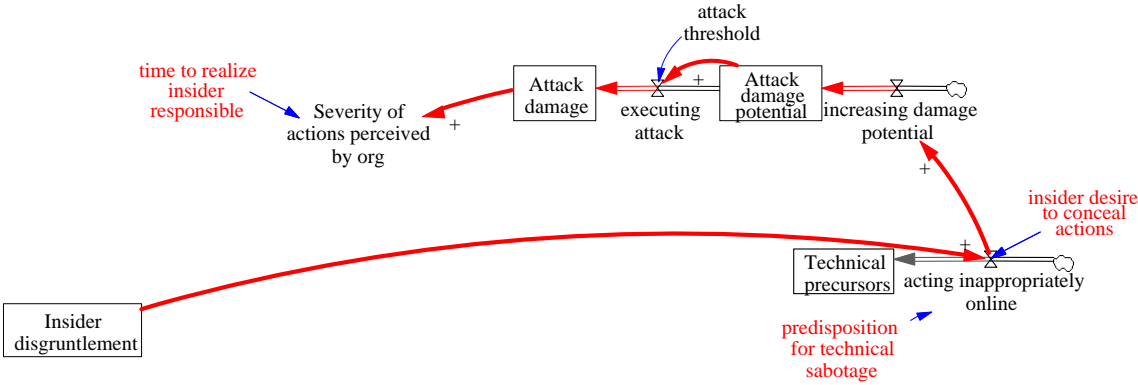 attack
threshold
time to realize
insider
responsible
Severity of
actions perceived
by org
+
Attack
damage
executing
attack
+
Attack
damage
potential
increasing damage
potential
+
insider desire
to conceal
actions
+
Technical
precursors
acting inappropriately
online
predisposition
for technical
sabotage
Insider
disgruntlement